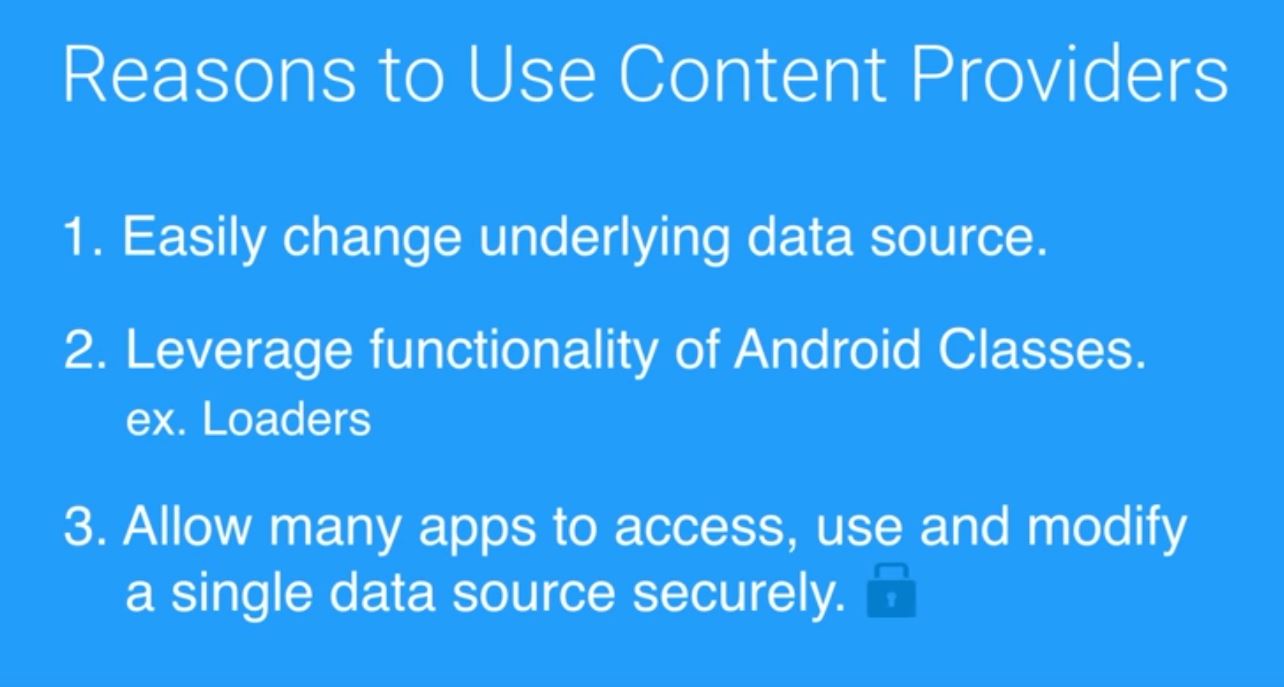 Reasons to Use Content Providers
1. Easily change underlying data source.
2. Leverage functionality of Android Classes.
ex. Loaders
3. Allow many apps to access, use and modify
a single data source securely.